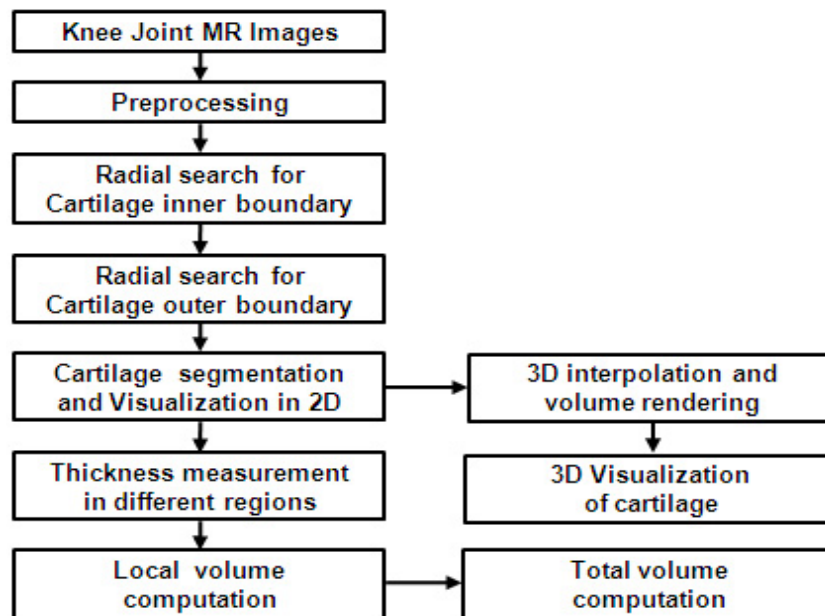 Knee Joint MR Images
Preprocessing
Radial search for
Cartilage inner boundary
Radial search for
Cartilage outer boundary
Cartilage segmentation
and Visualization in 2D
3D interpolation and
volume rendering
Thickness measurement
in different regions
3D Visualization
of cartilage
Local volume
computation
Total volume
computation